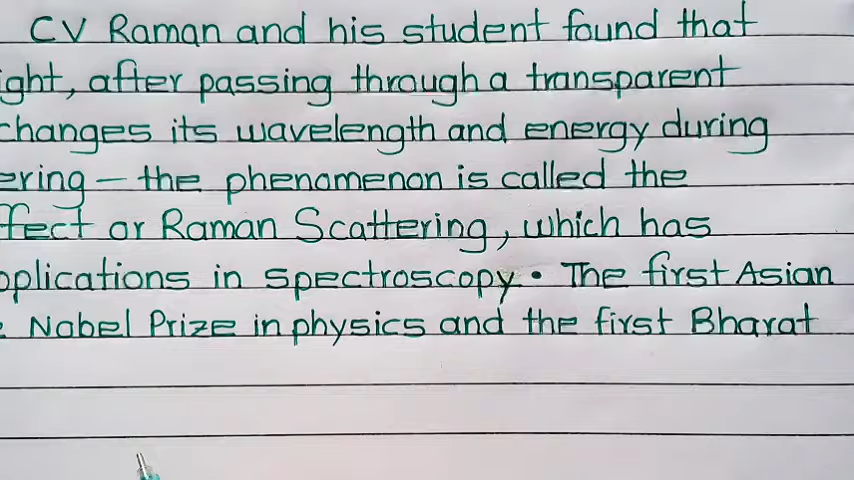 CV Raman and his student found that
ight, after passing through a transparent
changes its wavelength and energy during
ering — the phenomenon is called the
ffect or Raman Scattering, which has
pplications in spectroscopy. The first Asian
Nobel Prize in physics and the first Bharat